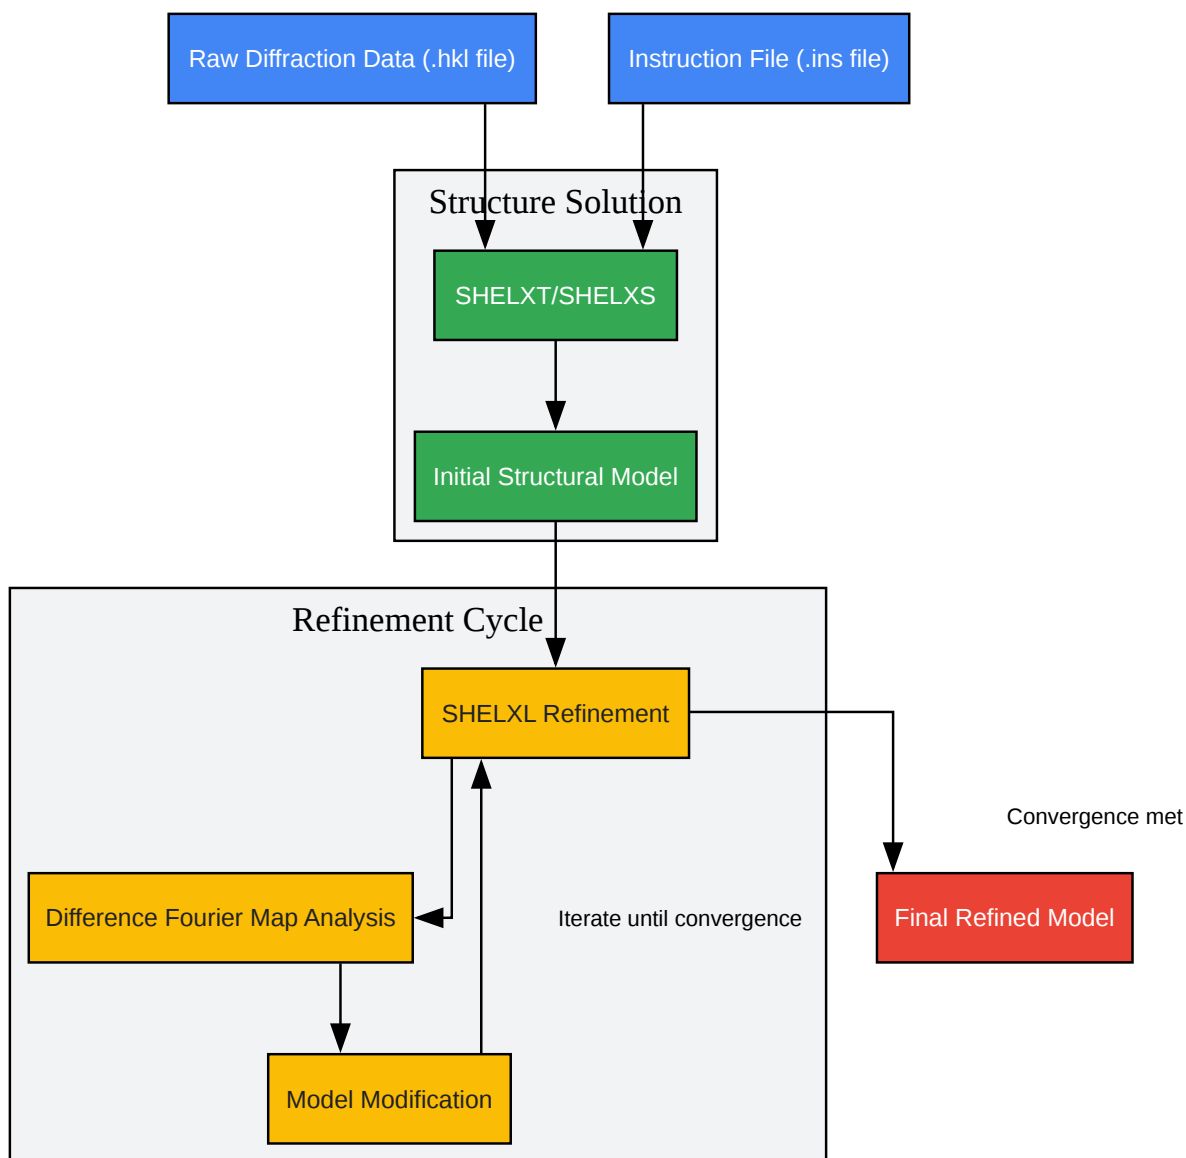 Raw Diffraction Data (.hkl file)
Instruction File (.ins file)
Structure Solution
SHELXT/SHELXS
Initial Structural Model
Refinement Cycle
SHELXL Refinement
Convergence met
Difference Fourier Map Analysis
Iterate until convergence
Final Refined Model
Model Modification